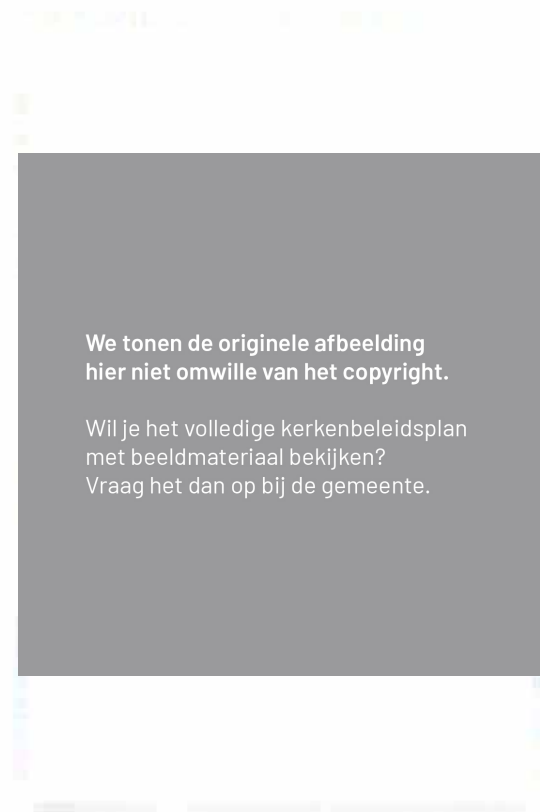 We tonen de originele afbeelding
hier niet omwille van het copyright.
Wil je het volledige kerkenbeleidsplan
met beeldmateriaal bekijken?
Vraag het dan op bij de gemeente.